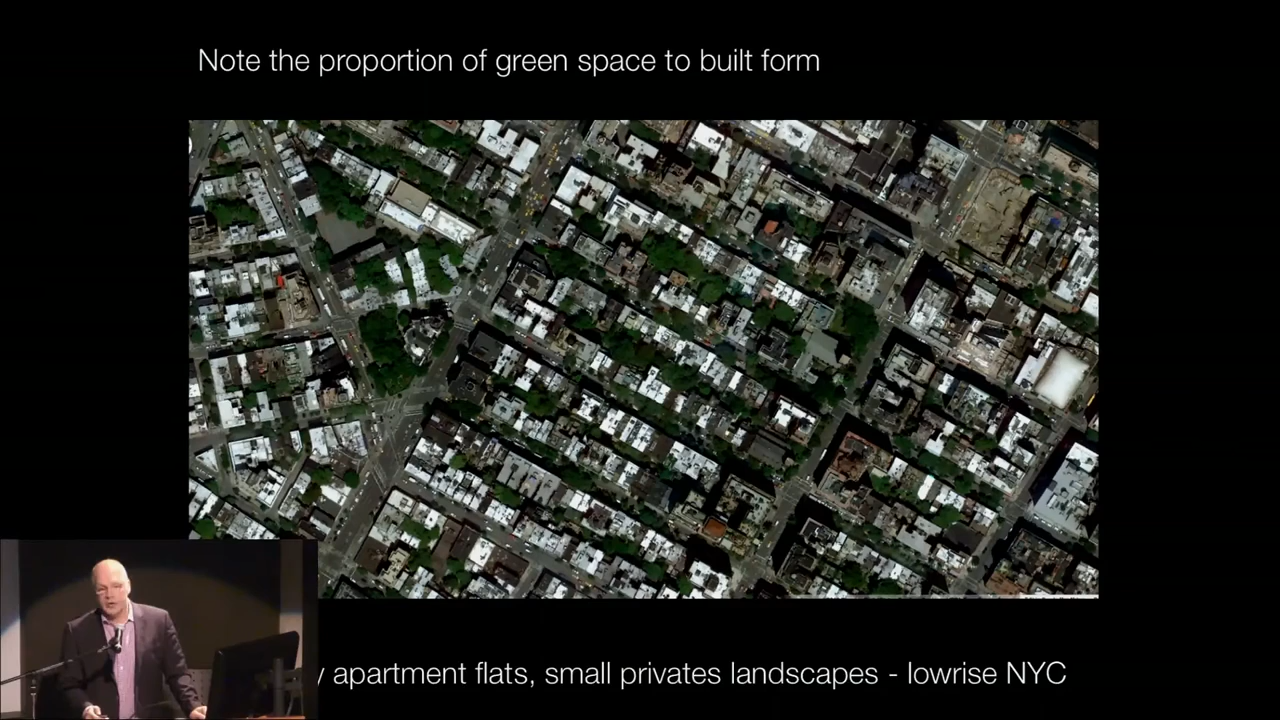 Note the proportion of green space to built form
apartment flats, small privates landscapes - lowrise NYC